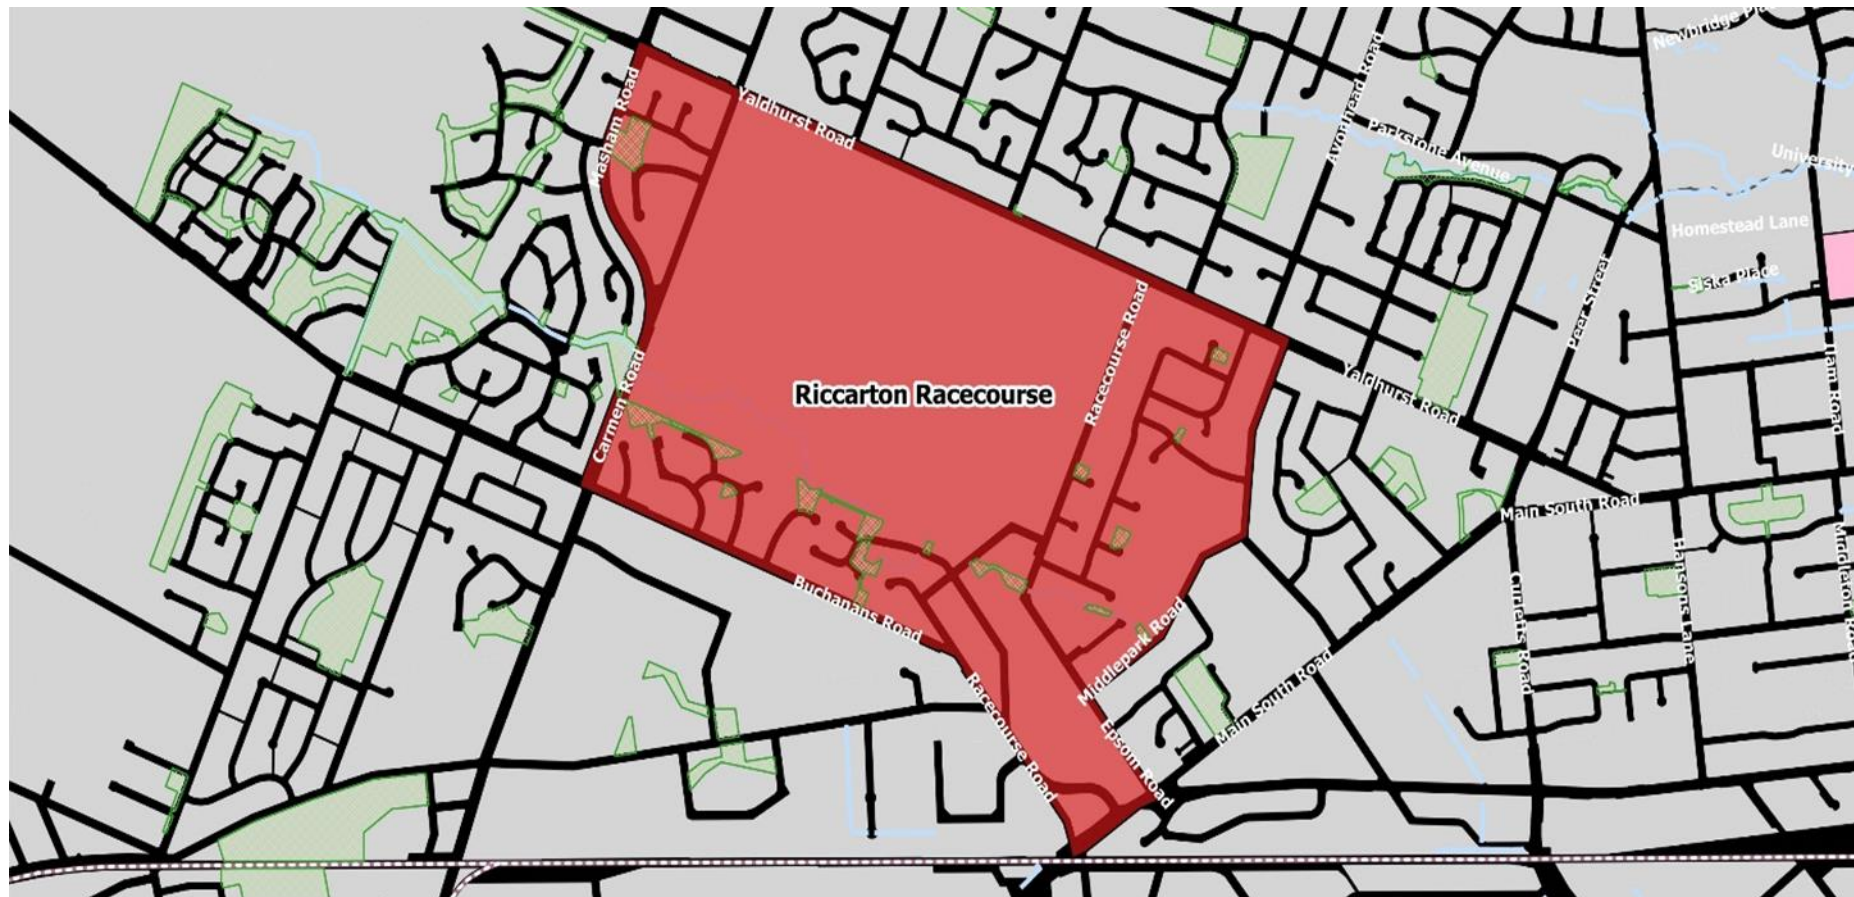 Newbridge Place
Avonhead Road
Masham Road
Yaldhurst Road
Parkstone Avenue
University
Homestead Lane
Siska Place
Peer Street
Racecourse Road
Carmen Road
Riccarton Racecourse
Yaldhurst Road
Ilam Road
Main South Road
Hansons Lane
Middleton Road
Curletts Road
Buchanans Road
Middlepark Road
Main South Road
Racecourse Road
Epsom Road